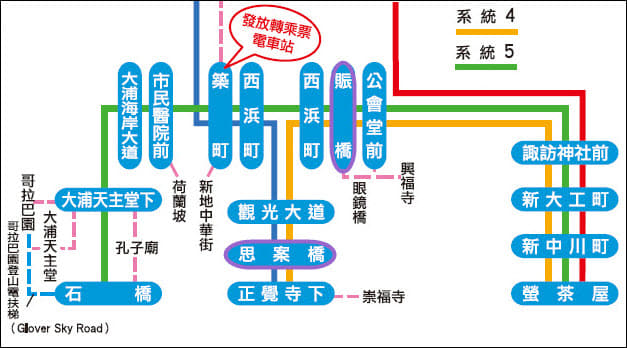 發放轉乘票
電車站
系統4
系統5
大浦海岸大道
市民醫院前
築町
西浜町
西浜町
賑橋
公會堂前
諏訪神社前
新大工町
新中川町
螢茶屋
哥拉巴園
大浦天主堂下
大浦天主堂
孔子廟
荷蘭坡
新地中華街
觀光大道
思案橋
正覺寺下
崇福寺
眼鏡橋
興福寺
石橋
哥拉巴園登山電扶梯
(Glover Sky Road)